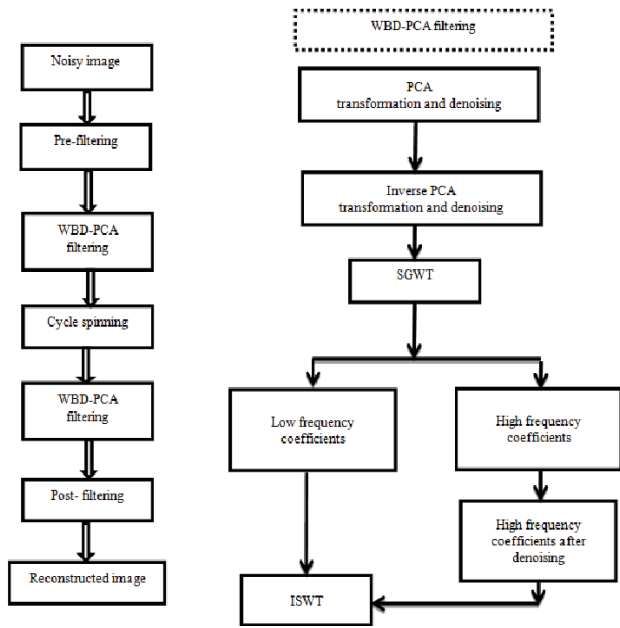 Noisy image
Pre-filtering
WBD-PCA
filtering
Cycle spinning
WBD-PCA
filtering
Post- filtering
Reconstructed image
WBD-PCA filtering
PCA
transformation and denoising
Inverse PCA
transformation and denoising
SGWT
Low frequency
coefficients
High frequency
coefficients
High frequency
coefficients after
denoising
ISWT